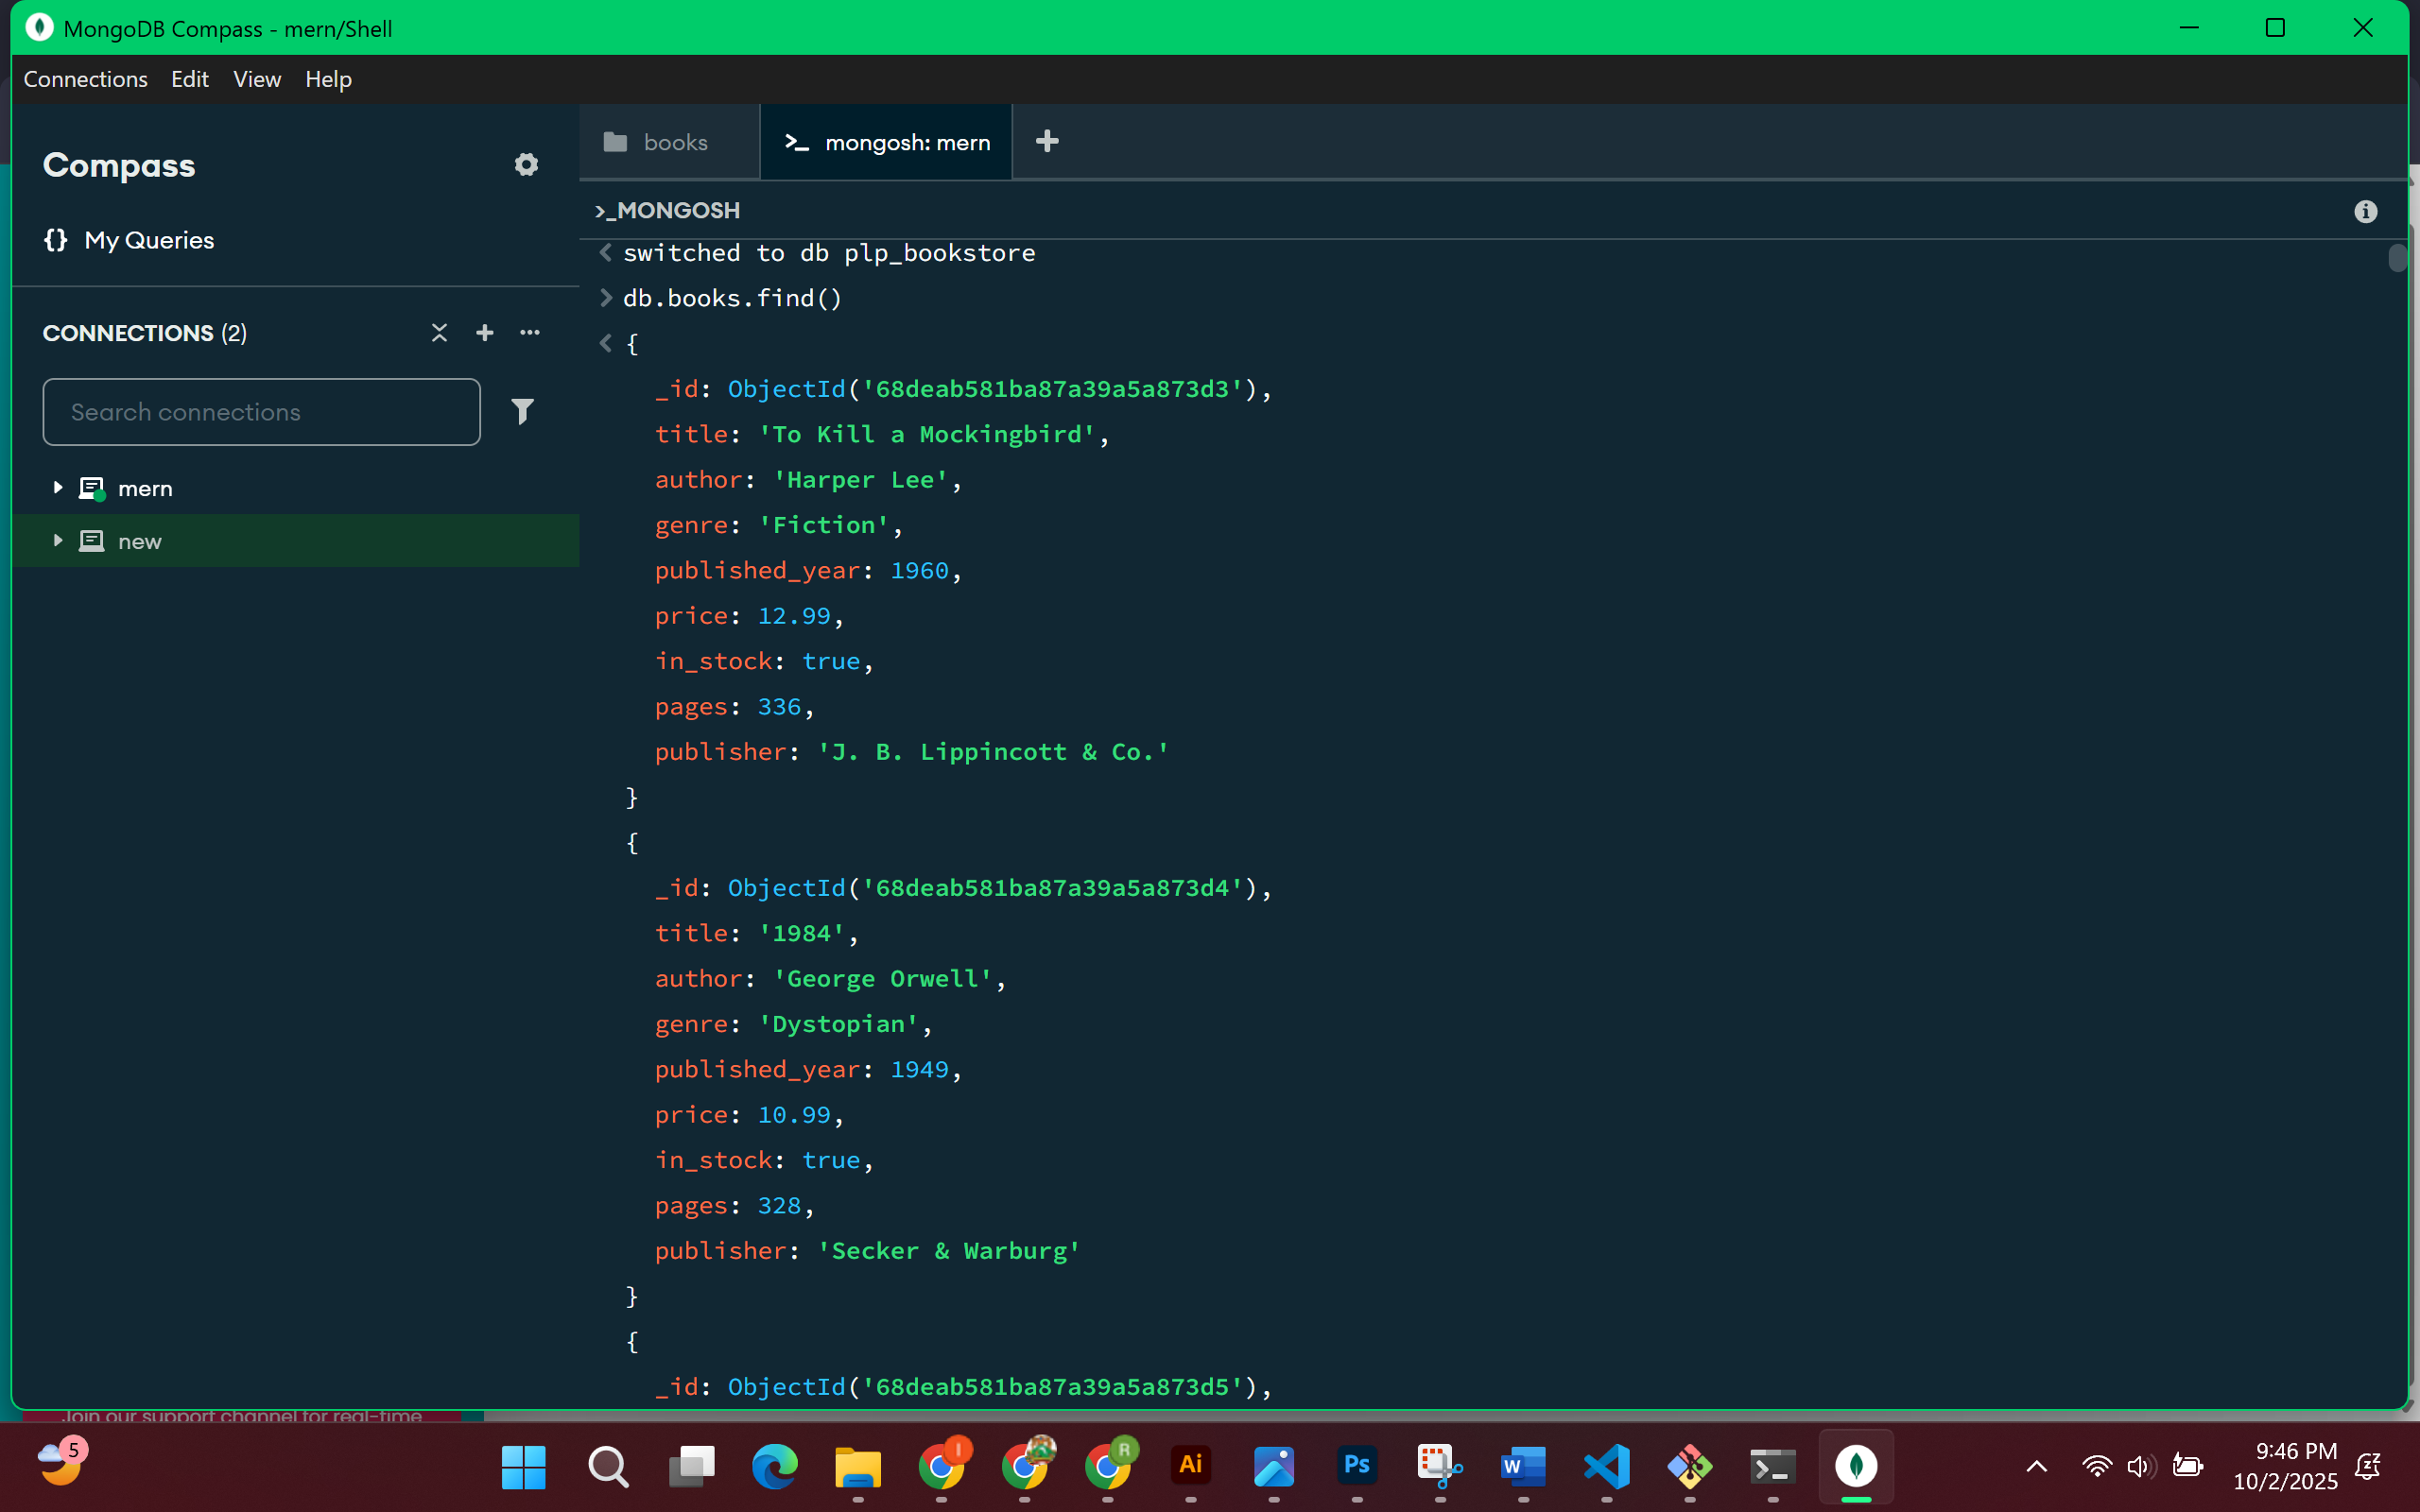 MongoDB Compass - mern/Shell
Connections Edit View Help
Compass
My Queries
CONNECTIONS (2)
Search connections
mern
new
books
>_ mongosh: mern
>_MONGOSH
switched to db plp_bookstore
db.books.find()
{
_id: ObjectId('68deab581ba87a39a5a873d3'),
title: 'To Kill a Mockingbird',
author: 'Harper Lee',
genre: 'Fiction',
published_year: 1960,
price: 12.99,
in_stock: true,
pages: 336,
publisher: 'J. B. Lippincott & Co.'
}
{
_id: ObjectId('68deab581ba87a39a5a873d4'),
title: '1984',
author: 'George Orwell',
genre: 'Dystopian',
published_year: 1949,
price: 10.99,
in_stock: true,
pages: 328,
publisher: 'Secker & Warburg'
}
{
_id: ObjectId('68deab581ba87a39a5a873d5'),
Join our support channel for real-time
5
I
R
Ai
Ps
W
9:46 PM
10/2/2025